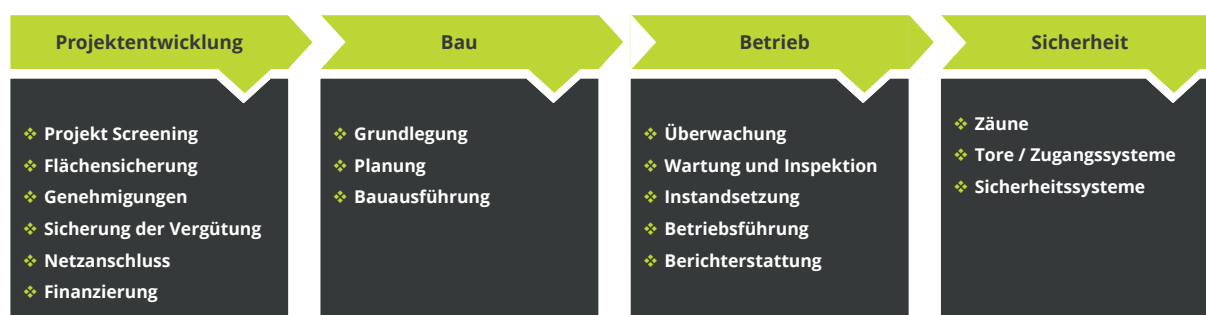 Projektentwicklung
Projekt Screening
Flächensicherung
Genehmigungen
Sicherung der Vergütung
Netzanschluss
Finanzierung
Bau
Grundlegung
Planung
Bauausführung
Betrieb
Überwachung
Wartung und Inspektion
Instandsetzung
Betriebsführung
Berichterstattung
Sicherheit
Zäune
Tore / Zugangssysteme
Sicherheitssysteme